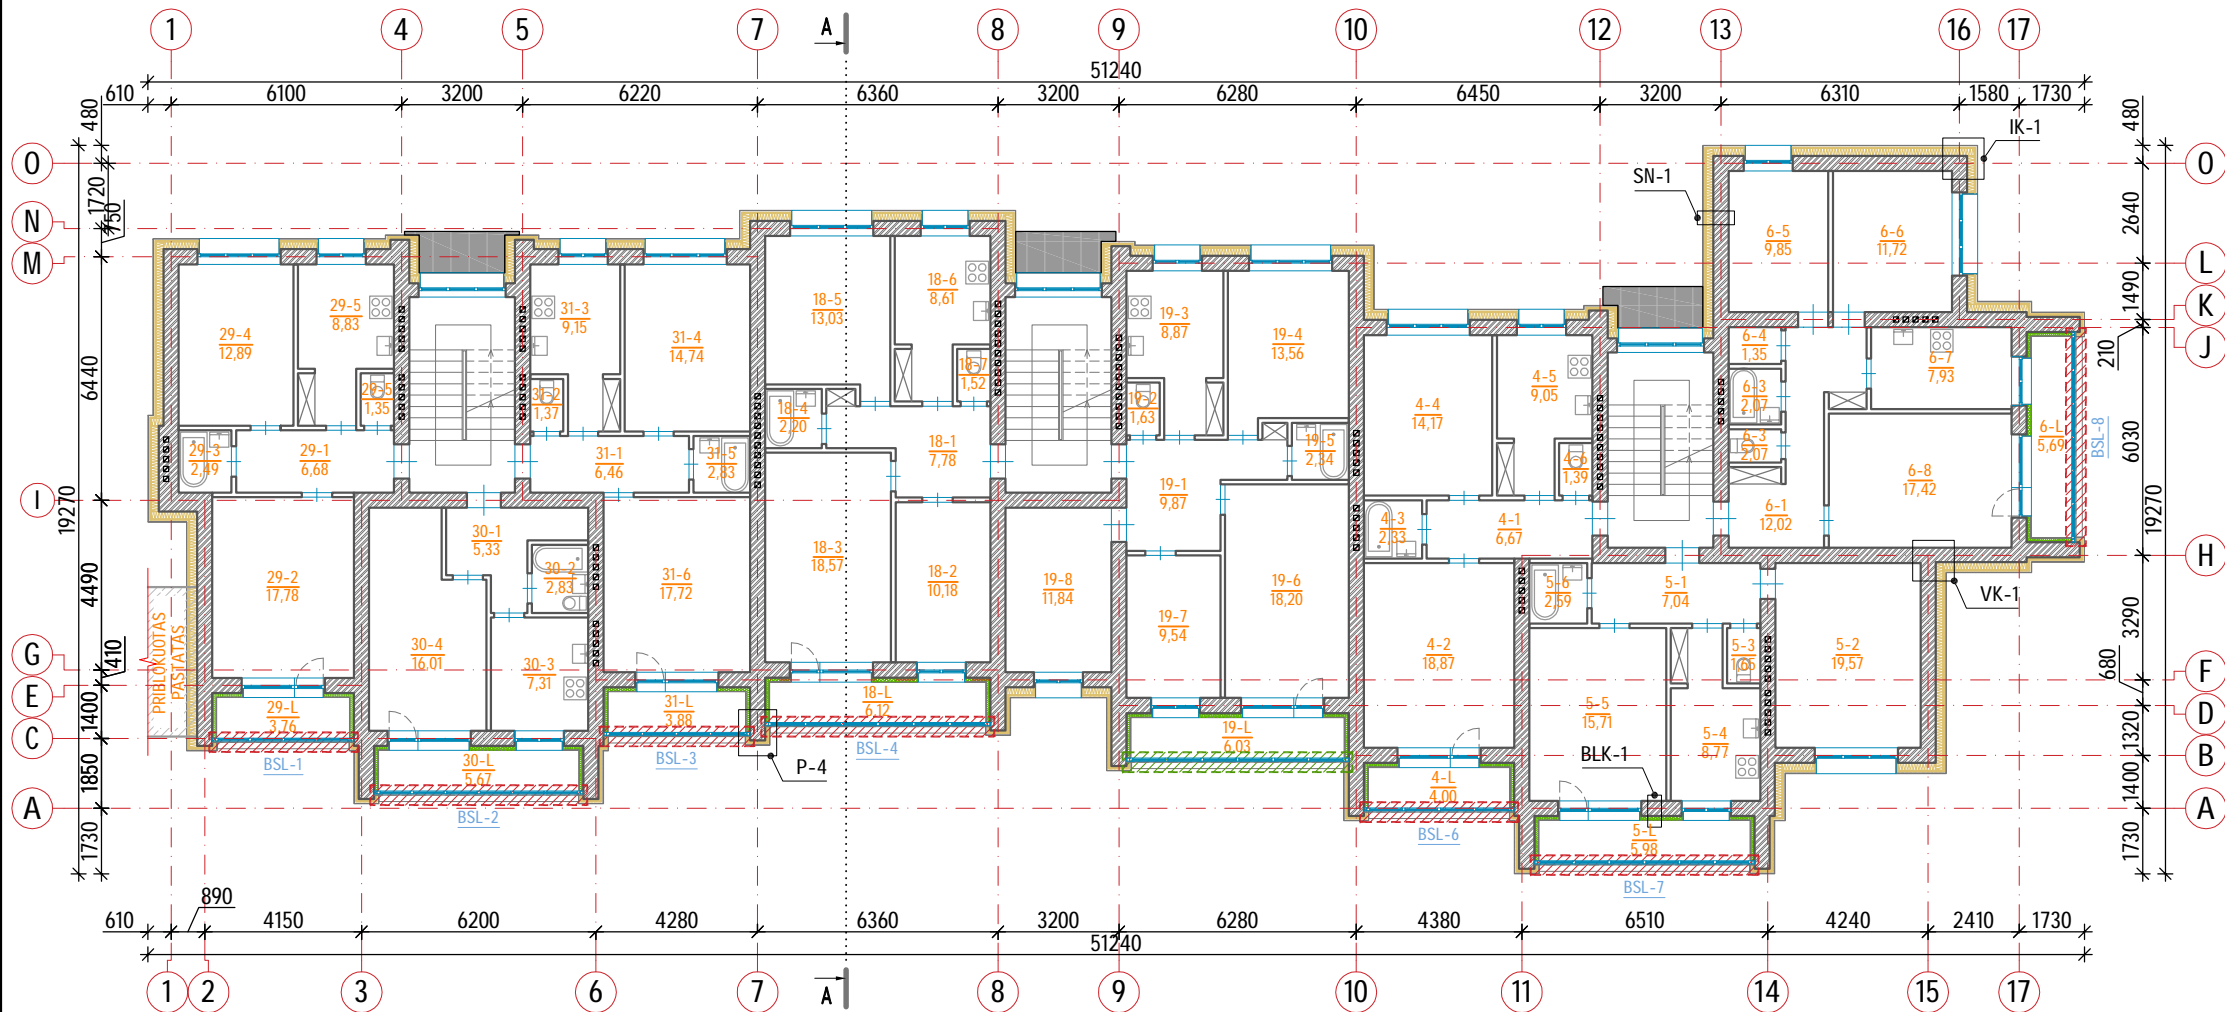 1 4 5 7 8 9 10 12 13 16 17
A
51240
610 6100 3200 6220 6360 3200 6280 6450 3200 6310 1580 1730
480 480
IK-1
O O
SN-1
1720 2640
N
750
M L
1490
K
J
210
6-5 6-6
9,85 11,72
29-4 29-5 31-3 31-4 18-5 18-6 19-3 19-4
12,89 8,83 9,15 14,74 13,03 8,61 8,87 13,56
6-4 6-7
1,35 7,93
29-5 31-2 18-7 19-2
1,35 1,37 1,52 1,63
4-4 4-5
14,17 9,05
6-3
2,07
6440 6030
18-4
2,20
6-L
5,69
BSL-8
29-3 29-1 31-1 31-5 18-1 19-5
2,49 6,68 6,46 2,83 7,78 2,34
4-6
1,39
6-3
2,07
6-8
17,42
I
19270 19270
19-1
9,87
4-3 4-1
2,33 6,67
6-1
12,02
30-1
5,33
H
29-2 30-2 31-6 18-3 18-2 19-8 19-6
17,78 2,83 17,72 18,57 10,18 11,84 18,20
5-6 5-1
2,59 7,04
VK-1
4490 3290
19-7
9,54
PRIBLOKUOTAS
PASTATAS
30-4 30-3
16,01 7,31
4-2
18,87
5-3 5-2
1,65 19,57
G F
410 680
E D
1400 1320
C B
29-L 31-L 18-L 19-L
3,76 3,88 6,12 6,03
5-5 5-4
15,71 8,77
BSL-1 BSL-3 BSL-4
P-4 BLK-1
30-L 4-L
5,67 4,00
1850 1400
A A
BSL-2 BSL-6
5-L
5,98
1730 1730
BSL-7
890
610 4150 6200 4280 6360 3200 6280 4380 6510 4240 2410 1730
51240
A
1 2 3 6 7 8 9 10 11 14 15 17